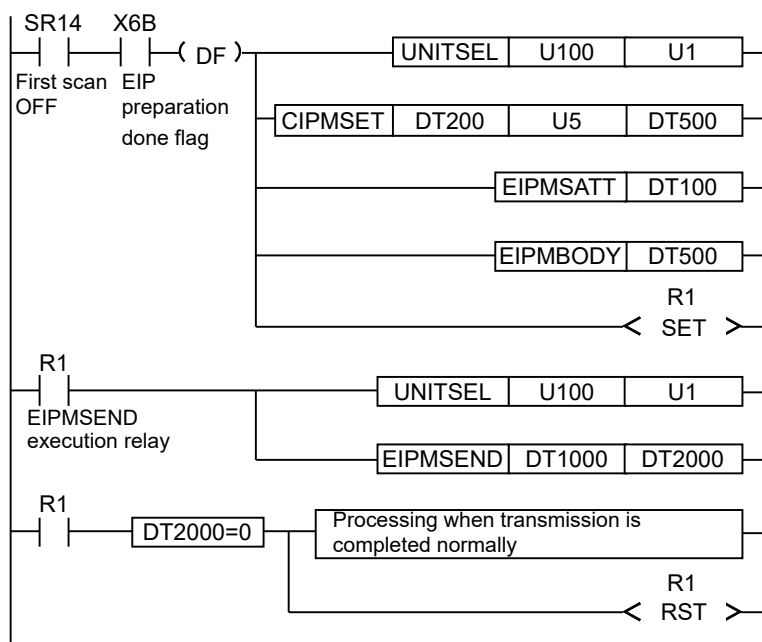 SR14 X6B
DF UNITSEL U100 U1
First scan EIP
OFF preparation
done flag
CIPMSET DT200 U5 DT500
EIPMSATT DT100
EIPMBODY DT500
R1
SET
R1
UNITSEL U100 U1
EIPMSEND
execution relay
EIPMSEND DT1000 DT2000
R1
DT2000=0 Processing when transmission is
completed normally
R1
RST